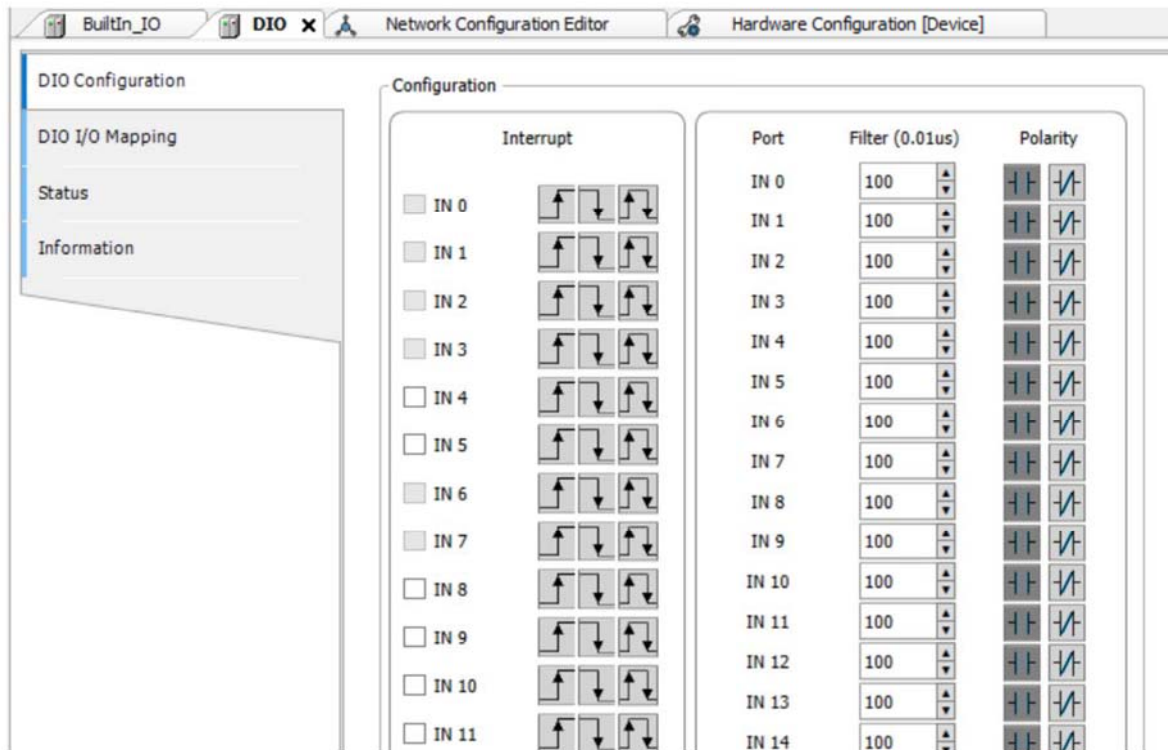 BuiltIn_IO
DIO
Network Configuration Editor
Hardware Configuration [Device]
DIO Configuration
DIO I/O Mapping
Status
Information
Configuration
Interrupt
IN 0
IN 1
IN 2
IN 3
IN 4
IN 5
IN 6
IN 7
IN 8
IN 9
IN 10
IN 11
Port Filter (0.01us) Polarity
IN 0 100
IN 1 100
IN 2 100
IN 3 100
IN 4 100
IN 5 100
IN 6 100
IN 7 100
IN 8 100
IN 9 100
IN 10 100
IN 11 100
IN 12 100
IN 13 100
IN 14 100